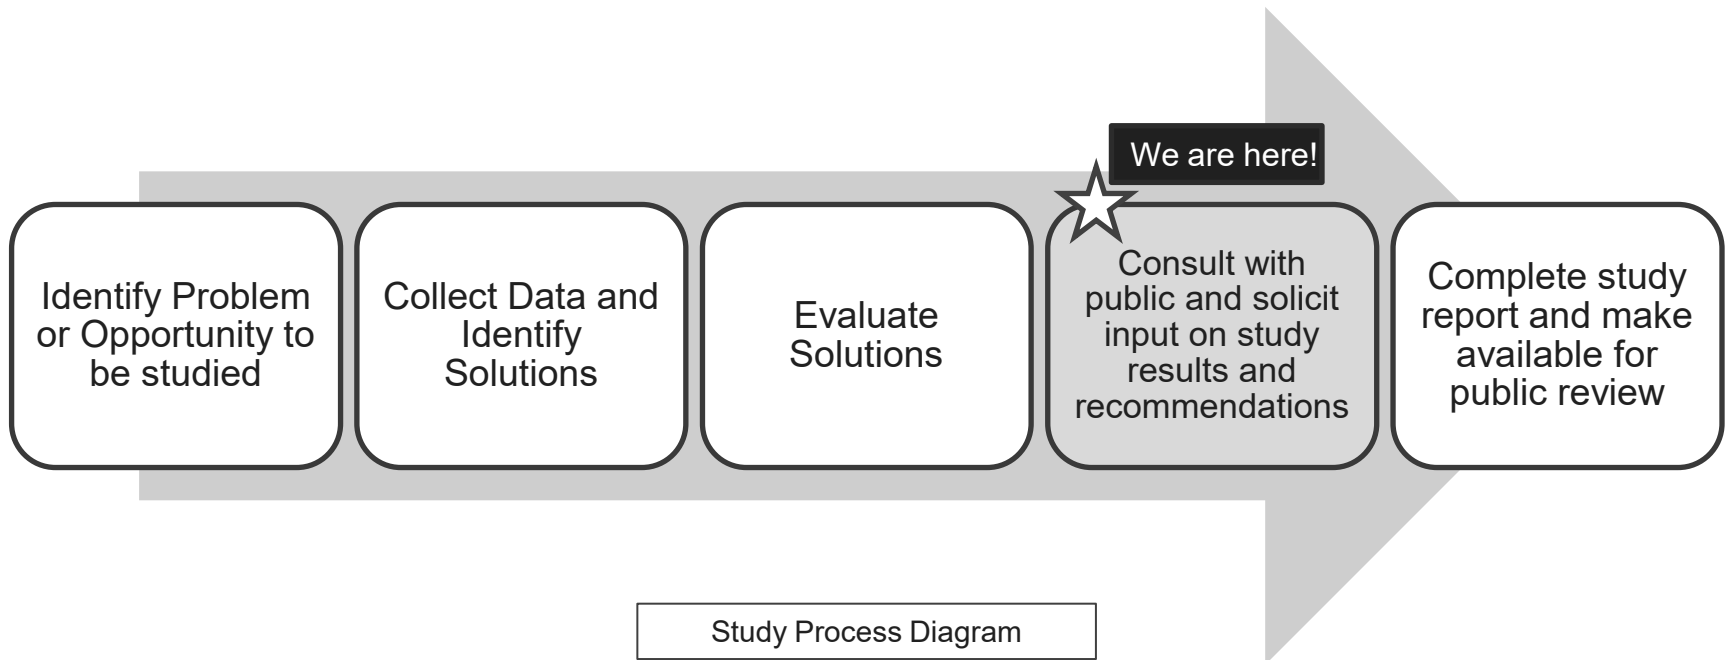 We are here!
Identify Problem
or Opportunity to
be studied
Collect Data and
Identify
Solutions
Evaluate
Solutions
Consult with
public and solicit
input on study
results and
recommendations
Complete study
report and make
available for
public review
Study Process Diagram